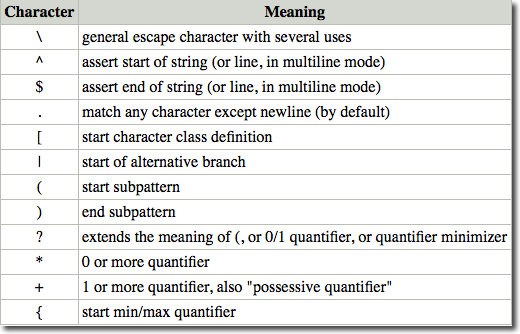 Character Meaning
\ general escape character with several uses
^ assert start of string (or line, in multiline mode)
$ assert end of string (or line, in multiline mode)
. match any character except newline (by default)
[ start character class definition
| start of alternative branch
( start subpattern
) end subpattern
? extends the meaning of (, or 0/1 quantifier, or quantifier minimizer
* 0 or more quantifier
+ 1 or more quantifier, also "possessive quantifier"
{ start min/max quantifier